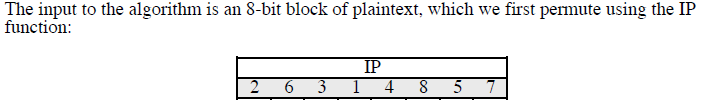 The input to the algorithm is an 8-bit block of plaintext, which we first permute using the IP
function:
IP
2 6 3 1 4 8 5 7